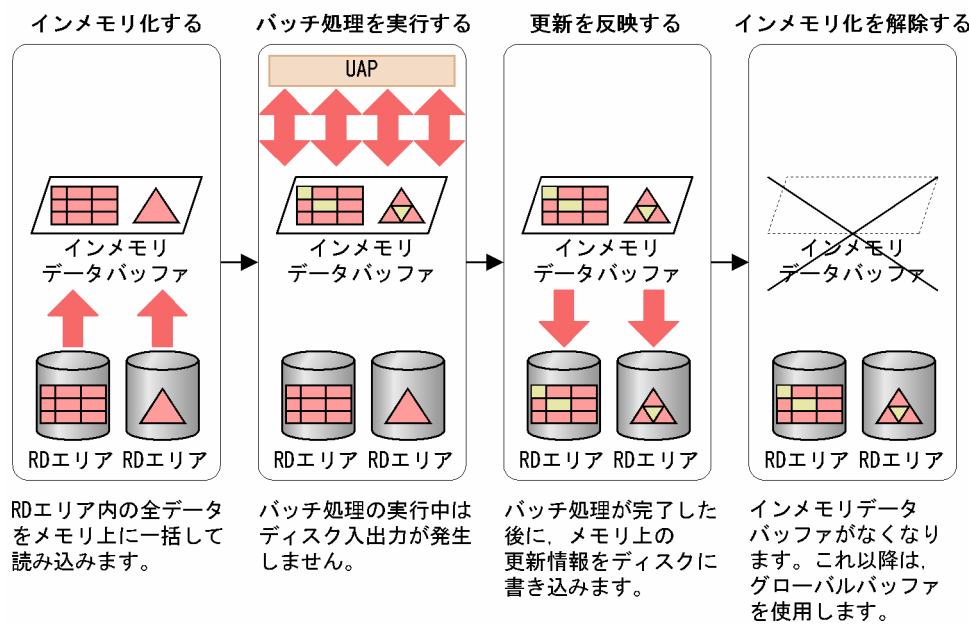 インメモリ化する
バッチ処理を実行する
更新を反映する
インメモリ化を解除する
UAP
インメモリ
データバッファ
インメモリ
データバッファ
インメモリ
データバッファ
インメモリ
データバッファ
RDエリア RDエリア
RDエリア RDエリア
RDエリア RDエリア
RDエリア RDエリア
RDエリア内の全データ
をメモリ上に一括して
読み込みます。
バッチ処理の実行中は
ディスク入出力が発生
しません。
バッチ処理が完了した
後に，メモリ上の
更新情報をディスクに
書き込みます。
インメモリデータ
バッファがなくなり
ます。これ以降は，
グローバルバッファ
を使用します。